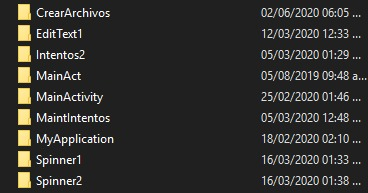 CrearArchivos 02/06/2020 06:05 ...
EditText1 12/03/2020 12:33 ...
Intentos2 05/03/2020 01:29 ...
MainAct 05/08/2019 09:48 a...
MainActivity 25/02/2020 01:46 ...
MaintIntentos 05/03/2020 12:48 ...
MyApplication 18/02/2020 02:10 ...
Spinner1 16/03/2020 01:33 ...
Spinner2 16/03/2020 01:38 ...